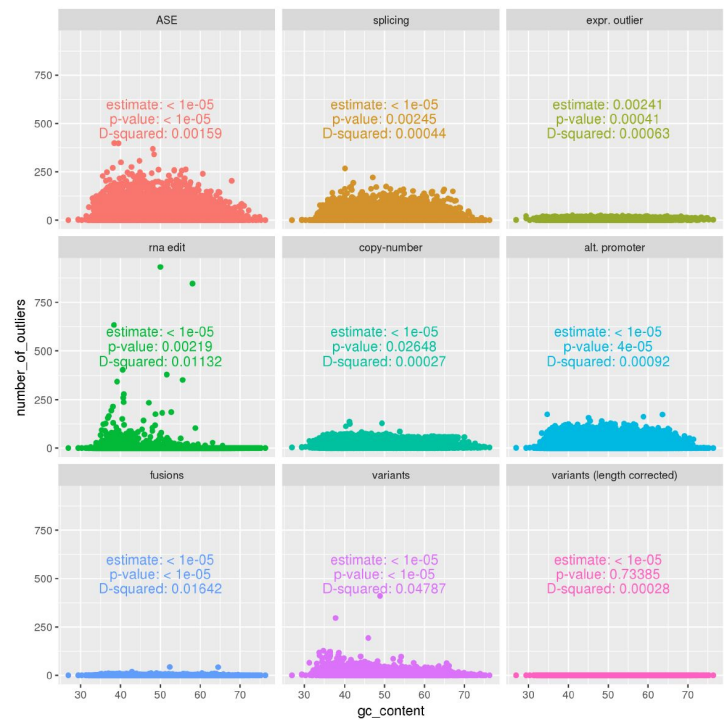 ASE
splicing
expr. outlier
number_of_outliers
750
500
250
0
estimate: < 1e-05
p-value: < 1e-05
D-squared: 0.00159
estimate: < 1e-05
p-value: 0.00245
D-squared: 0.00044
estimate: 0.00241
p-value: 0.00041
D-squared: 0.00063
rna edit
copy-number
alt. promoter
750
500
250
0
estimate: < 1e-05
p-value: 0.00219
D-squared: 0.01132
estimate: < 1e-05
p-value: 0.02648
D-squared: 0.00027
estimate: < 1e-05
p-value: 4e-05
D-squared: 0.00092
fusions
variants
variants (length corrected)
750
500
250
0
estimate: < 1e-05
p-value: < 1e-05
D-squared: 0.01642
estimate: < 1e-05
p-value: < 1e-05
D-squared: 0.04787
estimate: < 1e-05
p-value: 0.73385
D-squared: 0.00028
30 40 50 60 70
30 40 50 60 70
30 40 50 60 70
gc_content